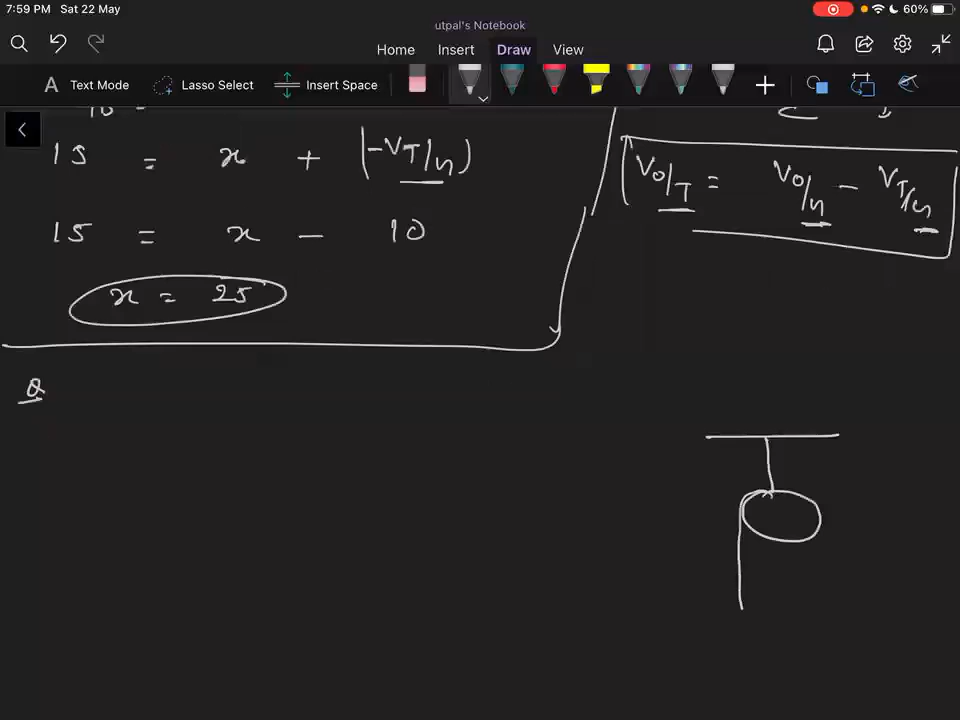 7:59 PM Sat 22 May
60%
utpal's Notebook
Home Insert Draw View
A Text Mode Lasso Select Insert Space
15 = x + (-VT/n)
15 = x - 10
x = 25
VO/T = VO/n - VT/n
Q